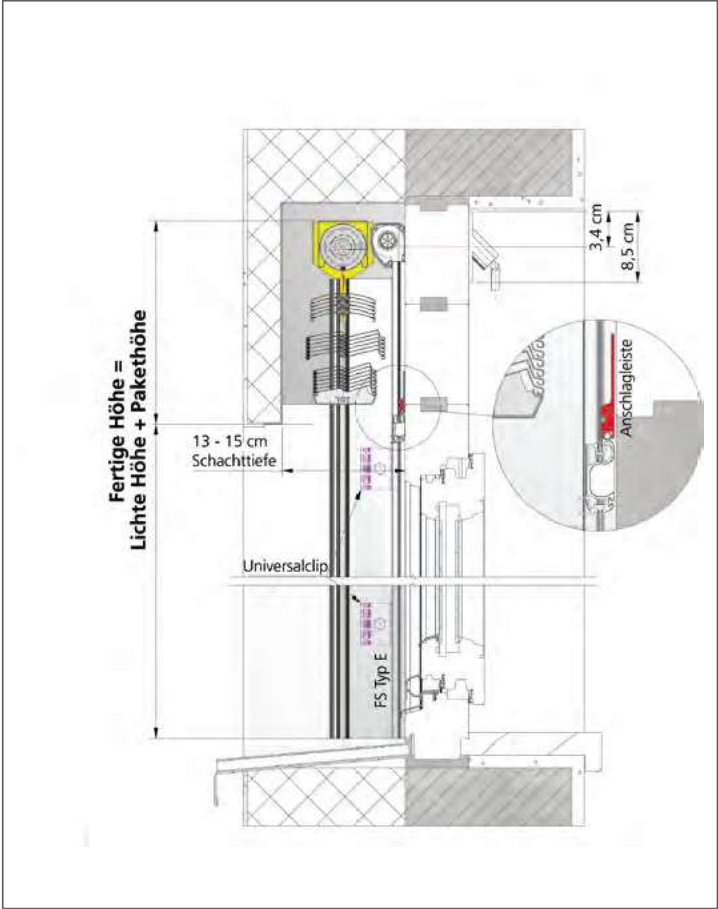 Fertige Höhe =
Lichte Höhe + Pakethöhe
13 - 15 cm
Schachttiefe
Universalclip
FS Typ E
3,4 cm
8,5 cm
Anschlagleiste